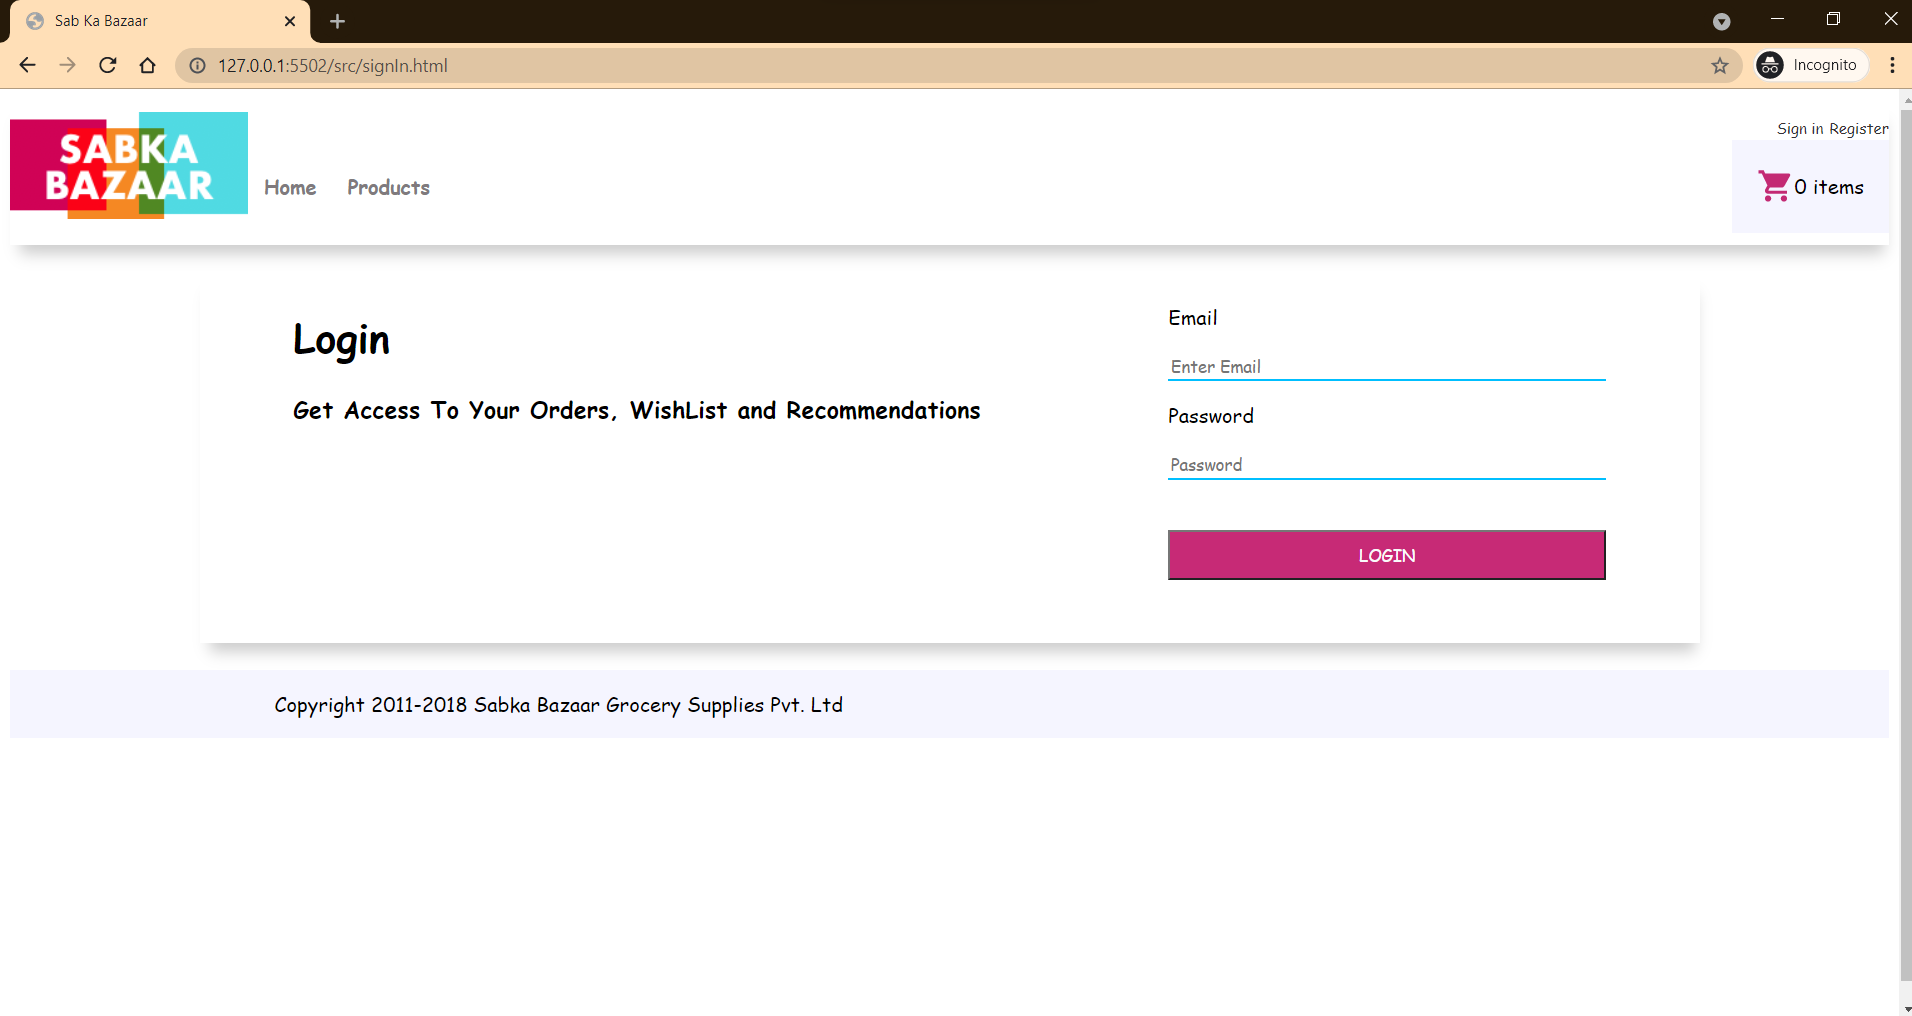 Sab Ka Bazaar
127.0.0.1:5502/src/signIn.html
Incognito
SABKA
BAZAAR
Home Products
Sign in Register
0 items
Login
Get Access To Your Orders, WishList and Recommendations
Email
Enter Email
Password
Password
LOGIN
Copyright 2011-2018 Sabka Bazaar Grocery Supplies Pvt. Ltd